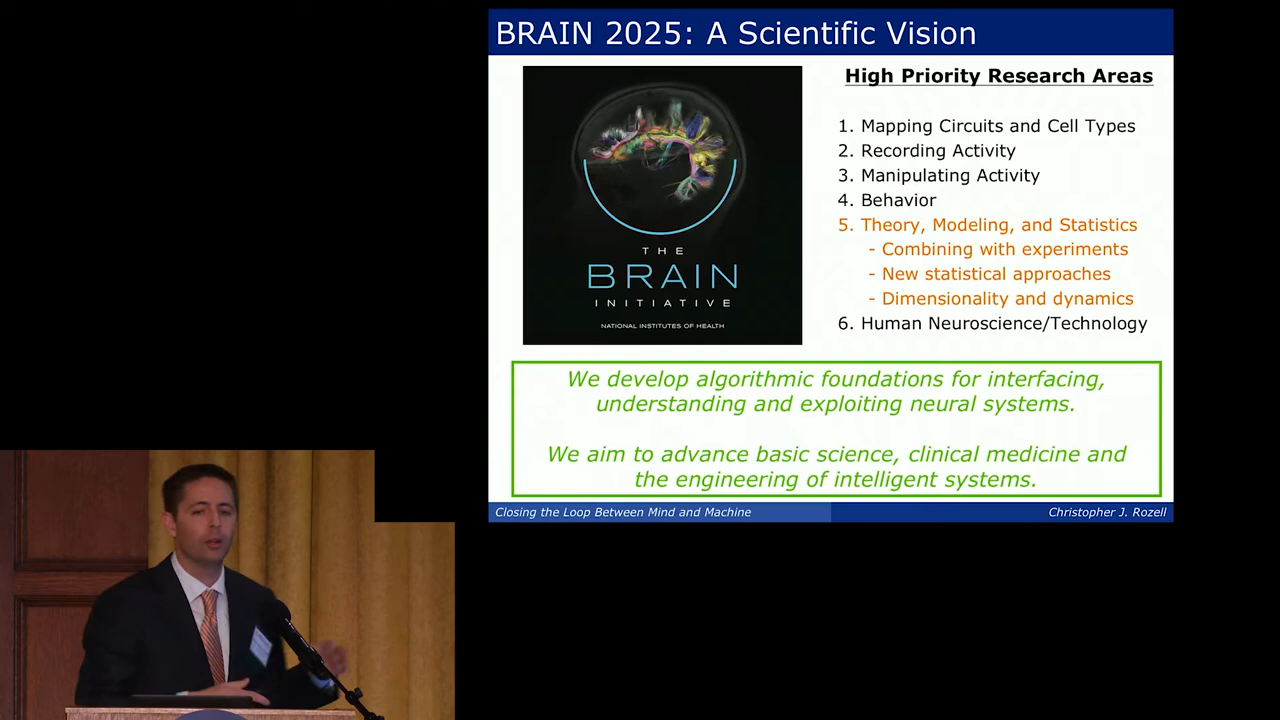 BRAIN 2025: A Scientific Vision
THE
BRAIN
INITIATIVE
NATIONAL INSTITUTES OF HEALTH
High Priority Research Areas
1. Mapping Circuits and Cell Types
2. Recording Activity
3. Manipulating Activity
4. Behavior
5. Theory, Modeling, and Statistics
- Combining with experiments
- New statistical approaches
- Dimensionality and dynamics
6. Human Neuroscience/Technology
We develop algorithmic foundations for interfacing,
understanding and exploiting neural systems.
We aim to advance basic science, clinical medicine and
the engineering of intelligent systems.
Closing the Loop Between Mind and Machine
Christopher J. Rozell